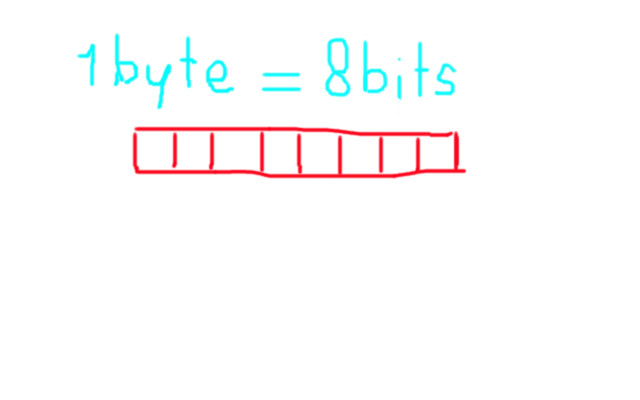 1byte = 8bits